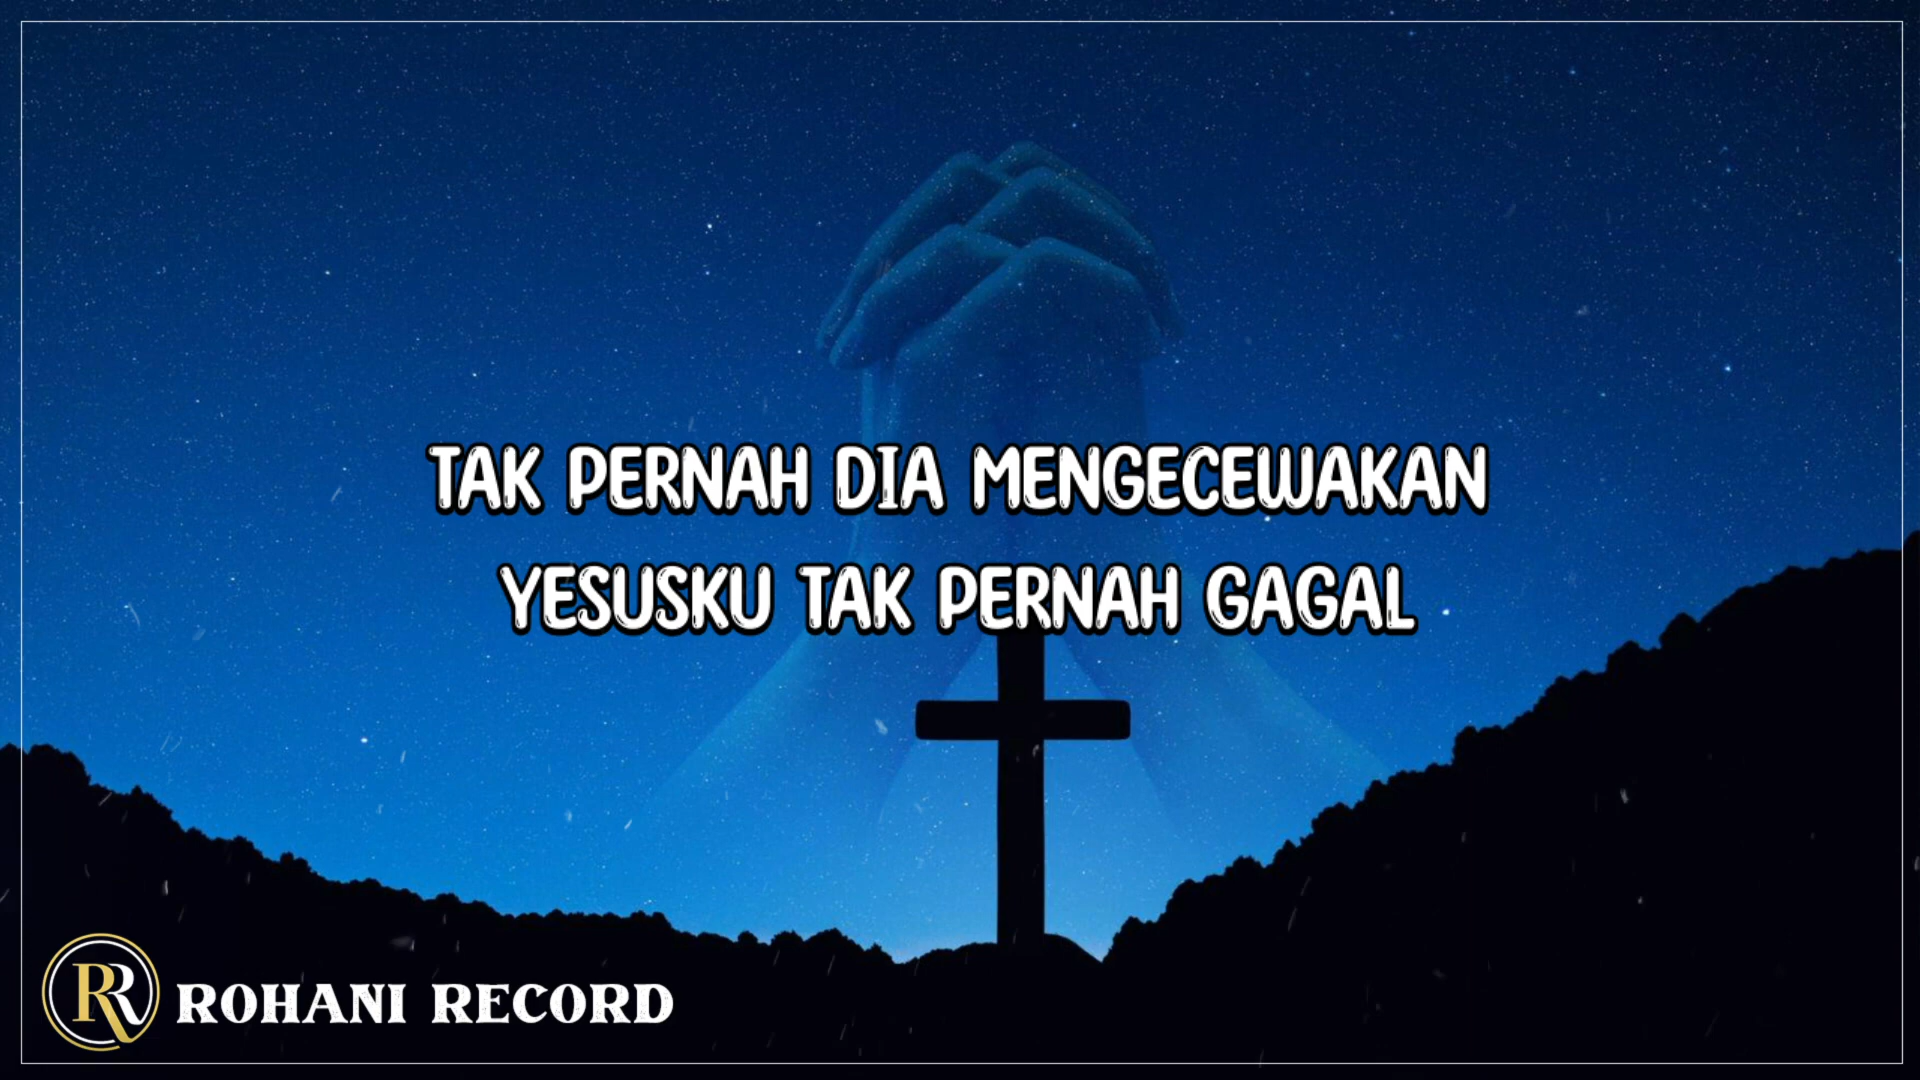 TAK PERNAH DIA MENGECEWAKAN
YESUSKU TAK PERNAH GAGAL
RR ROHANI RECORD